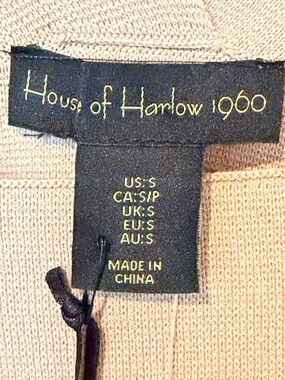 House of Harlow 1960
US:S
CA:S/P
UK:S
EU:S
AU:S
MADE IN
CHINA